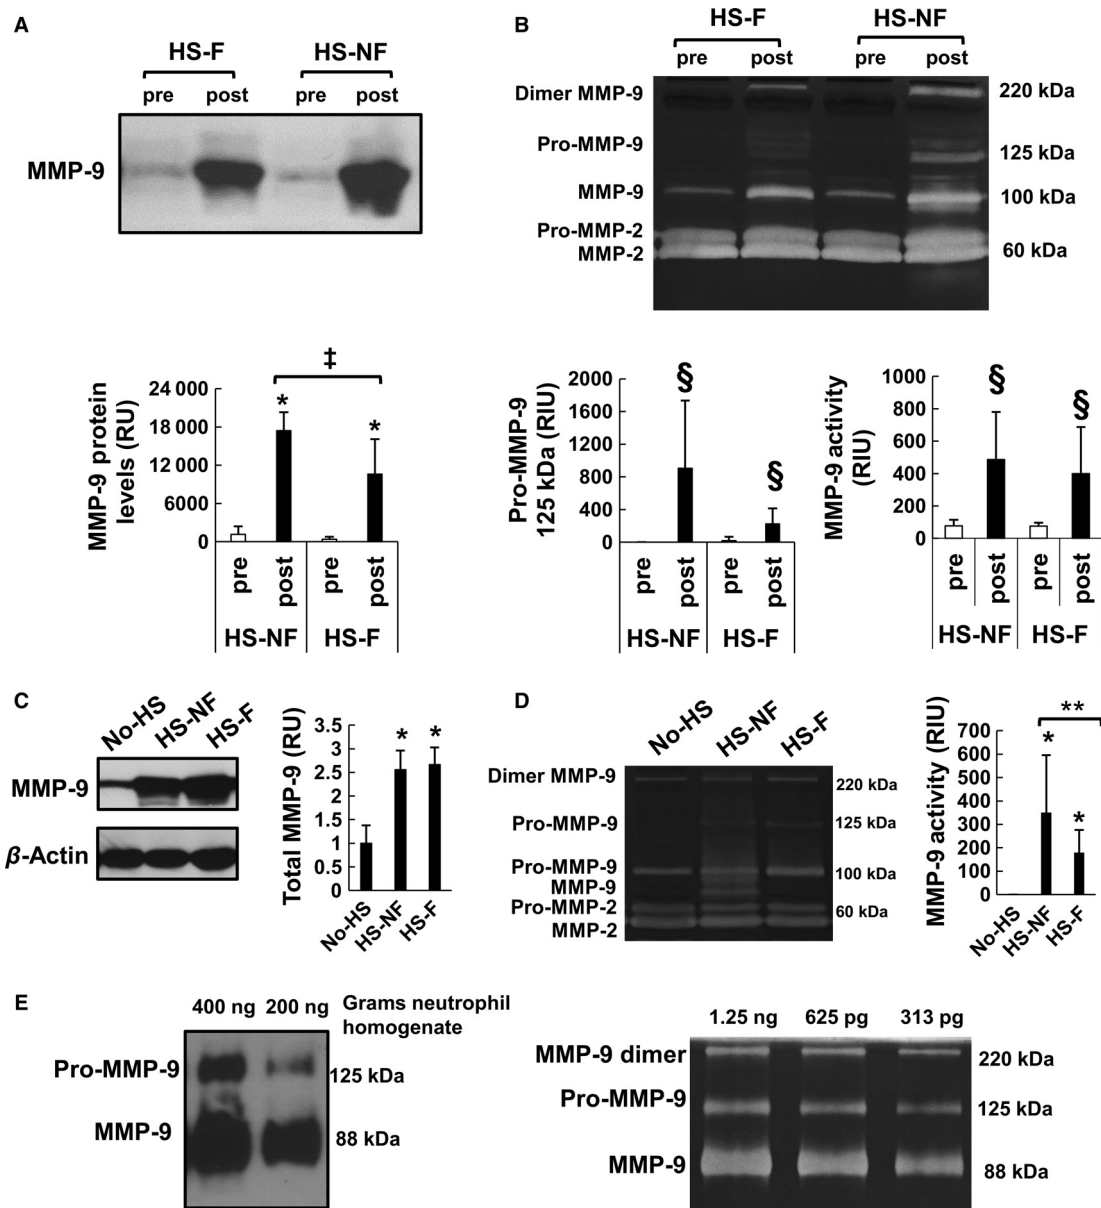 A
HS-F
HS-NF
pre
post
pre
post
MMP-9
24 000
18 000
12 000
6000
0
MMP-9 protein
levels (RU)
‡
*
*
pre
post
pre
post
HS-NF
HS-F
B
HS-F
HS-NF
pre
post
pre
post
Dimer MMP-9
Pro-MMP-9
MMP-9
Pro-MMP-2
MMP-2
220 kDa
125 kDa
100 kDa
60 kDa
Pro-MMP-9
125 kDa (RIU)
2000
1600
1200
800
400
0
§
§
pre
post
pre
post
HS-NF
HS-F
MMP-9 activity
(RIU)
1000
800
600
400
200
0
§
§
pre
post
pre
post
HS-NF
HS-F
C
No-HS
HS-NF
HS-F
MMP-9
β-Actin
Total MMP-9 (RU)
3.5
3
2.5
2
1.5
1
0.5
0
*
*
No-HS
HS-NF
HS-F
D
No-HS
HS-NF
HS-F
Dimer MMP-9
Pro-MMP-9
Pro-MMP-9
MMP-9
Pro-MMP-2
MMP-2
220 kDa
125 kDa
100 kDa
60 kDa
MMP-9 activity (RIU)
700
600
500
400
300
200
100
0
**
*
*
No-HS
HS-NF
HS-F
E
400 ng
200 ng
Grams neutrophil
homogenate
Pro-MMP-9
MMP-9
125 kDa
88 kDa
1.25 ng
625 pg
313 pg
MMP-9 dimer
Pro-MMP-9
MMP-9
220 kDa
125 kDa
88 kDa